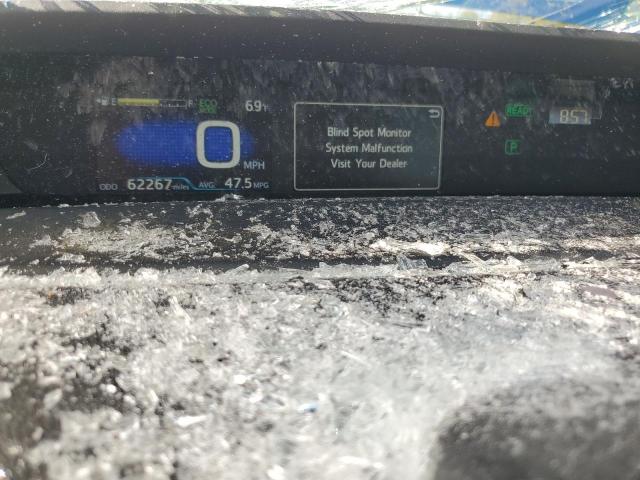 E F ECO 69°F
0 MPH
ODO 62267 miles AVG. 47.5 MPG
Blind Spot Monitor
System Malfunction
Visit Your Dealer
READY 8:57
P